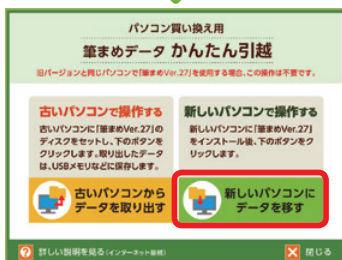 パソコン買い換え用
筆まめデータ かんたん引越
旧バージョンと同じパソコンで「筆まめVer.27」を使用する場合、この操作は不要です。
古いパソコンで操作する
古いパソコンに「筆まめVer.27」の
ディスクをセットし、下のボタンを
クリックします。取り出したデータ
は、USBメモリなどに保存します。
古いパソコンから
データを取り出す
新しいパソコンで操作する
新しいパソコンに「筆まめVer.27」
をインストール後、下のボタンをク
リックします。
新しいパソコンに
データを移す
詳しい説明を見る(インターネット接続)
閉じる